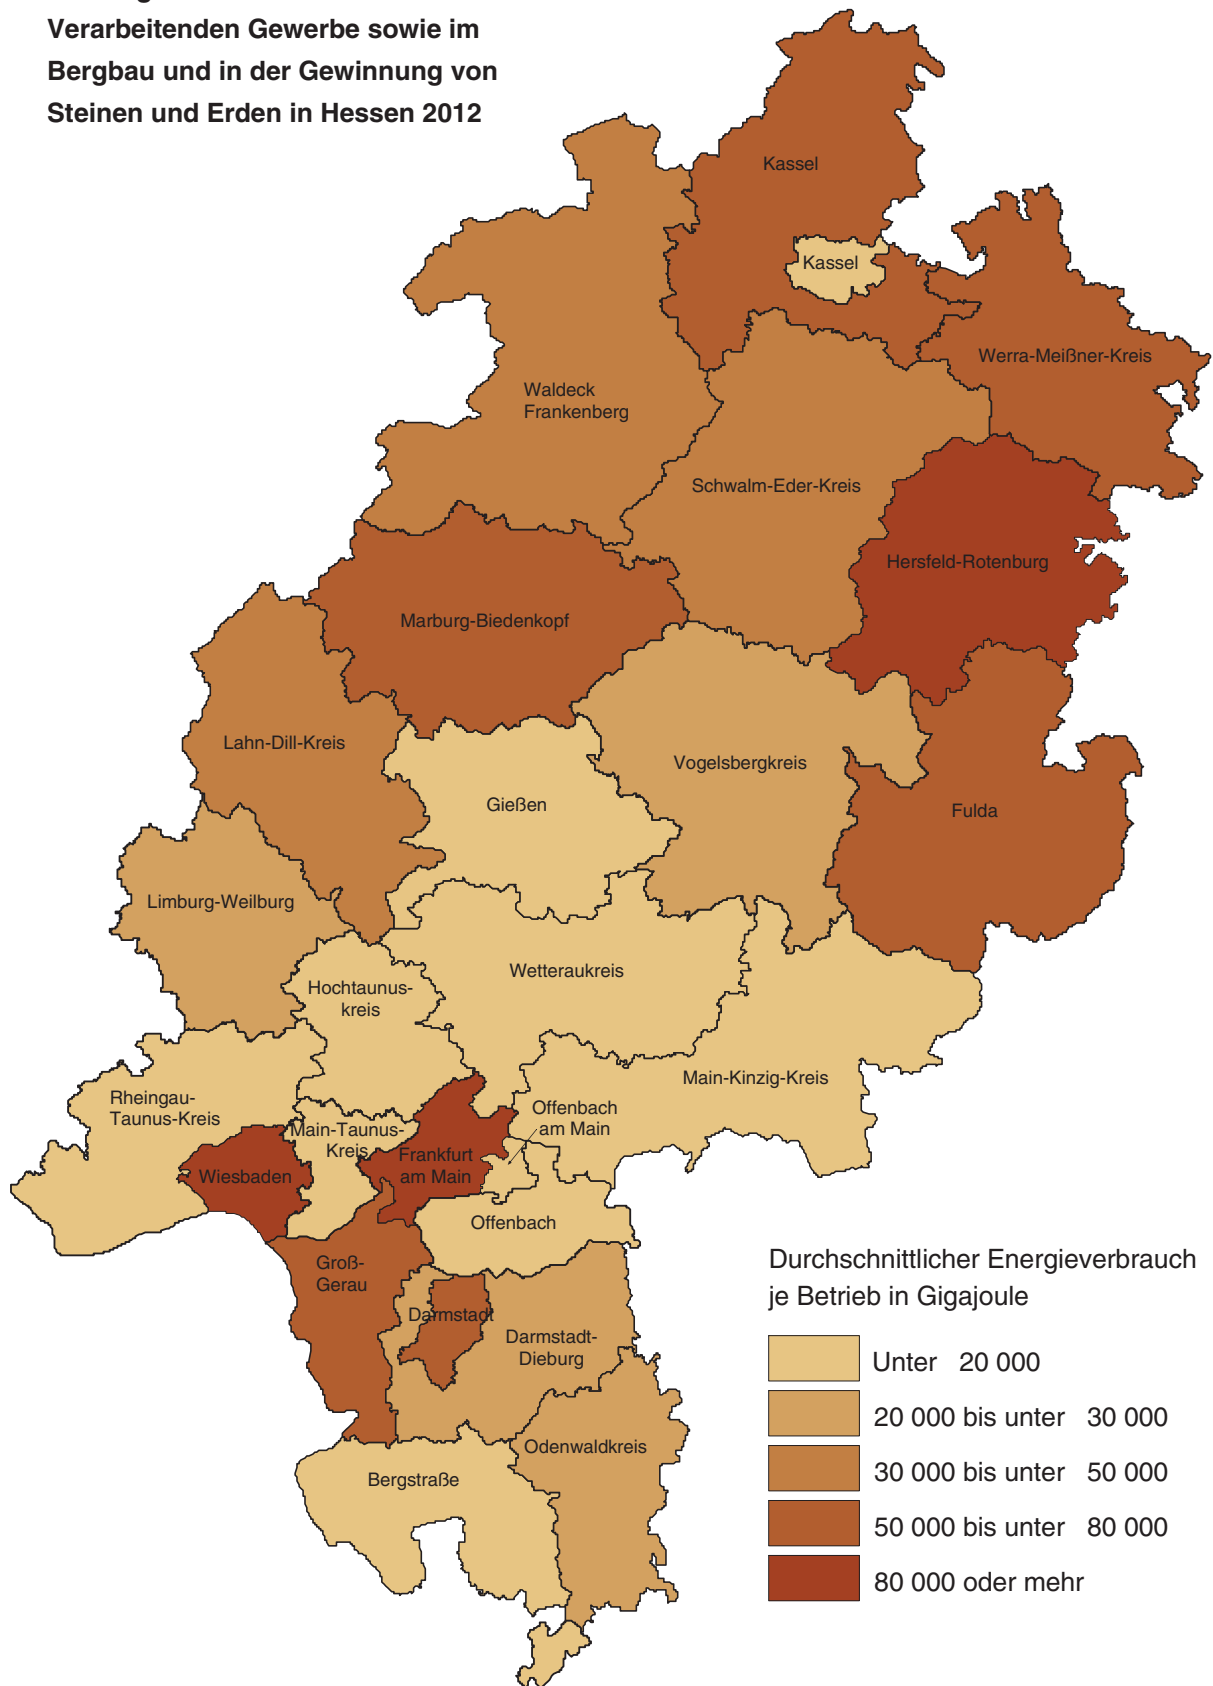 Verarbeitenden Gewerbe sowie im
Bergbau und in der Gewinnung von
Steinen und Erden in Hessen 2012
Kassel
Kassel
Werra-Meißner-Kreis
Waldeck
Frankenberg
Schwalm-Eder-Kreis
Hersfeld-Rotenburg
Marburg-Biedenkopf
Lahn-Dill-Kreis
Vogelsbergkreis
Gießen
Fulda
Limburg-Weilburg
Wetteraukreis
Hochtaunus-
kreis
Main-Kinzig-Kreis
Rheingau-
Taunus-Kreis
Offenbach
am Main
Main-Taunus-
Kreis
Frankfurt
am Main
Wiesbaden
Offenbach
Groß-
Gerau
Darmstadt
Darmstadt-
Dieburg
Odenwaldkreis
Bergstraße
Durchschnittlicher Energieverbrauch
je Betrieb in Gigajoule
Unter 20 000
20 000 bis unter 30 000
30 000 bis unter 50 000
50 000 bis unter 80 000
80 000 oder mehr